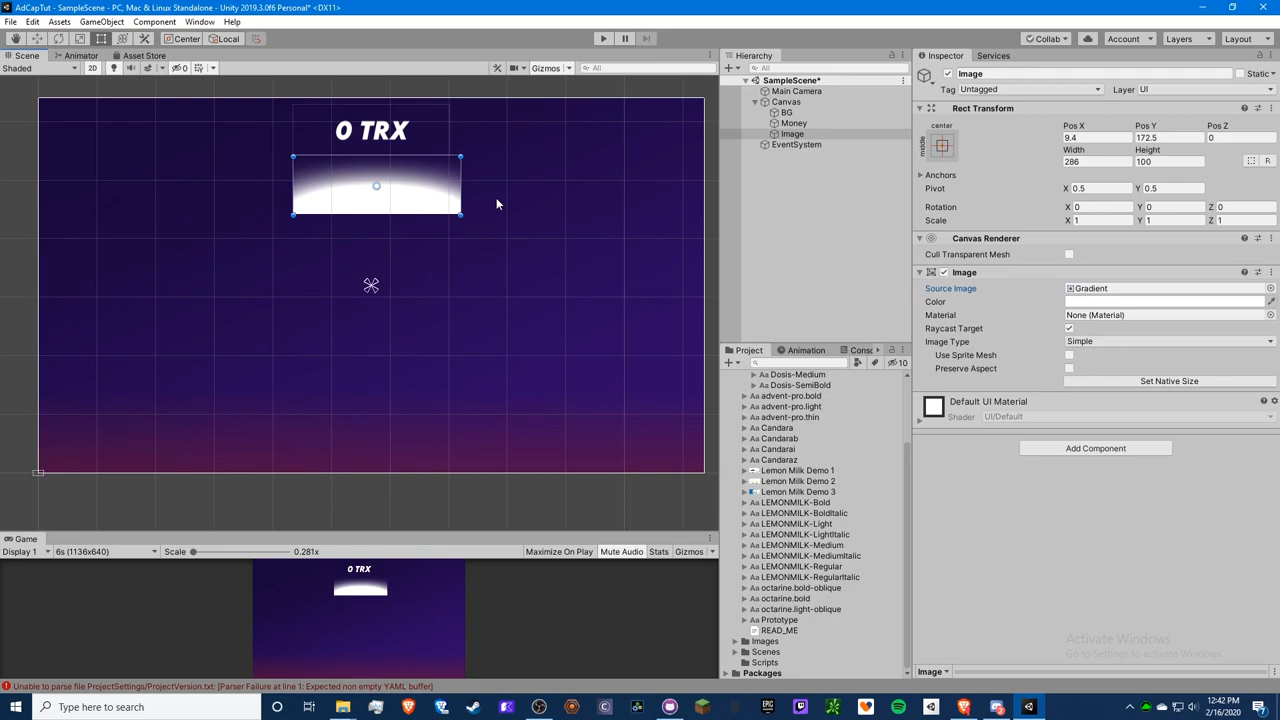 AdCapTut - SampleScene - PC, Mac & Linux Standalone - Unity 2019.3.0f6 Personal* <DX11>
File Edit Assets GameObject Component Window Help
Center Local Collab Account Layers Layout
Scene Animator Asset Store
Shaded 2D 0 Gizmos All
0 TRX
Hierarchy
All
SampleScene*
Main Camera
Canvas
BG
Money
Image
EventSystem
Project Animation Conso
10
Dosis-Medium
Dosis-SemiBold
advent-pro.bold
advent-pro.light
advent-pro.thin
Candara
Candarab
Candarai
Candaraz
Lemon Milk Demo 1
Lemon Milk Demo 2
Lemon Milk Demo 3
LEMONMILK-Bold
LEMONMILK-BoldItalic
LEMONMILK-Light
LEMONMILK-LightItalic
LEMONMILK-Medium
LEMONMILK-MediumItalic
LEMONMILK-Regular
LEMONMILK-RegularItalic
octarine.bold-oblique
octarine.bold
octarine.light-oblique
Prototype
READ_ME
Images
Scenes
Scripts
Packages
Inspector Services
Image Static
Tag Untagged Layer UI
Rect Transform
center
middle
Pos X Pos Y Pos Z
9.4 172.5 0
Width Height
286 100
R
Anchors
Pivot X 0.5 Y 0.5
Rotation X 0 Y 0 Z 0
Scale X 1 Y 1 Z 1
Canvas Renderer
Cull Transparent Mesh
Image
Source Image Gradient
Color
Material None (Material)
Raycast Target
Image Type Simple
Use Sprite Mesh
Preserve Aspect
Set Native Size
Default UI Material
Shader UI/Default
Add Component
Activate Windows
Go to Settings to activate Windows.
Image
Game
Display 1 6s (1136x640) Scale 0.281x Maximize On Play Mute Audio Stats Gizmos
0 TRX
Unable to parse file ProjectSettings/ProjectVersion.txt: [Parser Failure at line 1: Expected non empty YAML buffer]
Type here to search
12:42 PM
2/16/2020